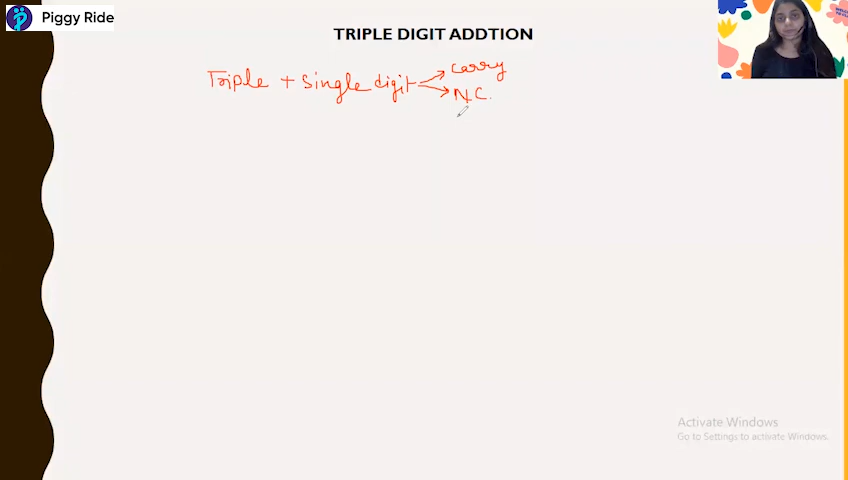 Piggy Ride
TRIPLE DIGIT ADDTION
Triple + Single digit
Carry
N.C.
Activate Windows
Go to Settings to activate Windows.